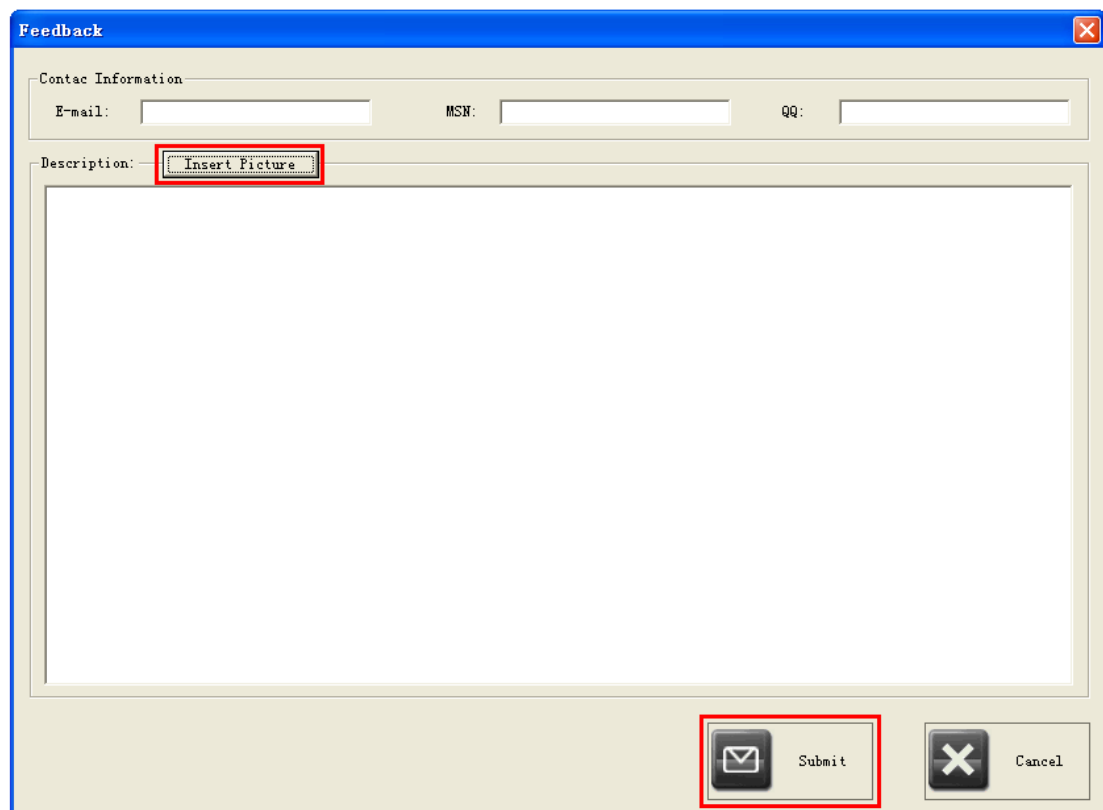 Feedback
Contac Information
E-mail: MSN: QQ:
Description: Insert Picture
Submit Cancel